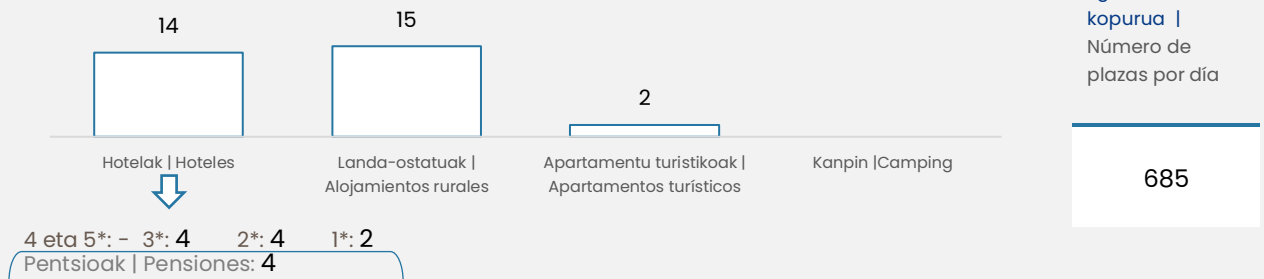 14
15
2
kopurua |
Número de
plazas por día
685
Hotelak | Hoteles
Landa-ostatuak |
Alojamientos rurales
Apartamentu turistikoak |
Apartamentos turísticos
Kanpin |Camping
4 eta 5*: - 3*: 4 2*: 4 1*: 2
Pentsioak | Pensiones: 4